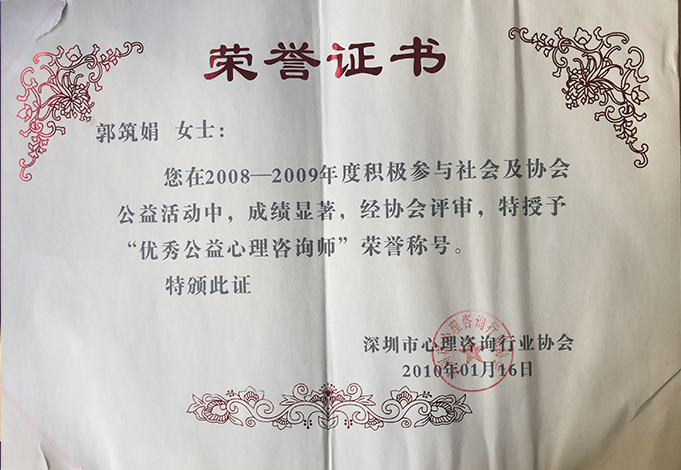 荣誉证书
郭筑娟 女士：
您在2008—2009年度积极参与社会及协会
公益活动中，成绩显著，经协会评审，特授予
“优秀公益心理咨询师”荣誉称号。
特颁此证
深圳市心理咨询行业协会
2010年01月16日